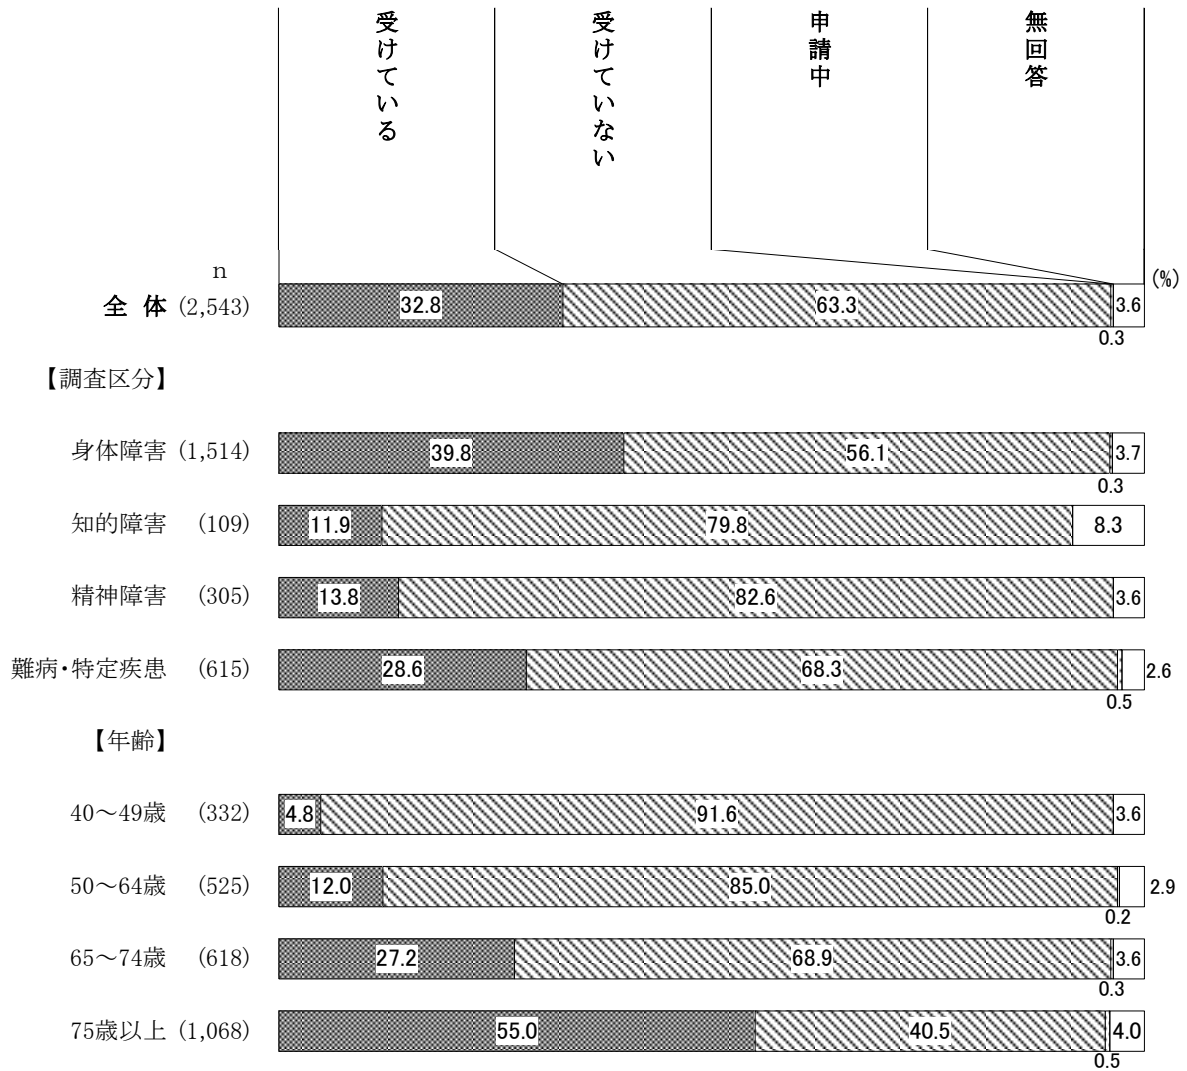 受けている
受けていない
申請中
無回答
n
(%)
全 体 (2,543) 32.8 63.3 3.6
0.3
【調査区分】
身体障害 (1,514) 39.8 56.1 3.7
0.3
知的障害 (109) 11.9 79.8 8.3
精神障害 (305) 13.8 82.6 3.6
難病・特定疾患 (615) 28.6 68.3 2.6
0.5
【年齢】
40～49歳 (332) 4.8 91.6 3.6
50～64歳 (525) 12.0 85.0 2.9
0.2
65～74歳 (618) 27.2 68.9 3.6
0.3
75歳以上 (1,068) 55.0 40.5 4.0
0.5